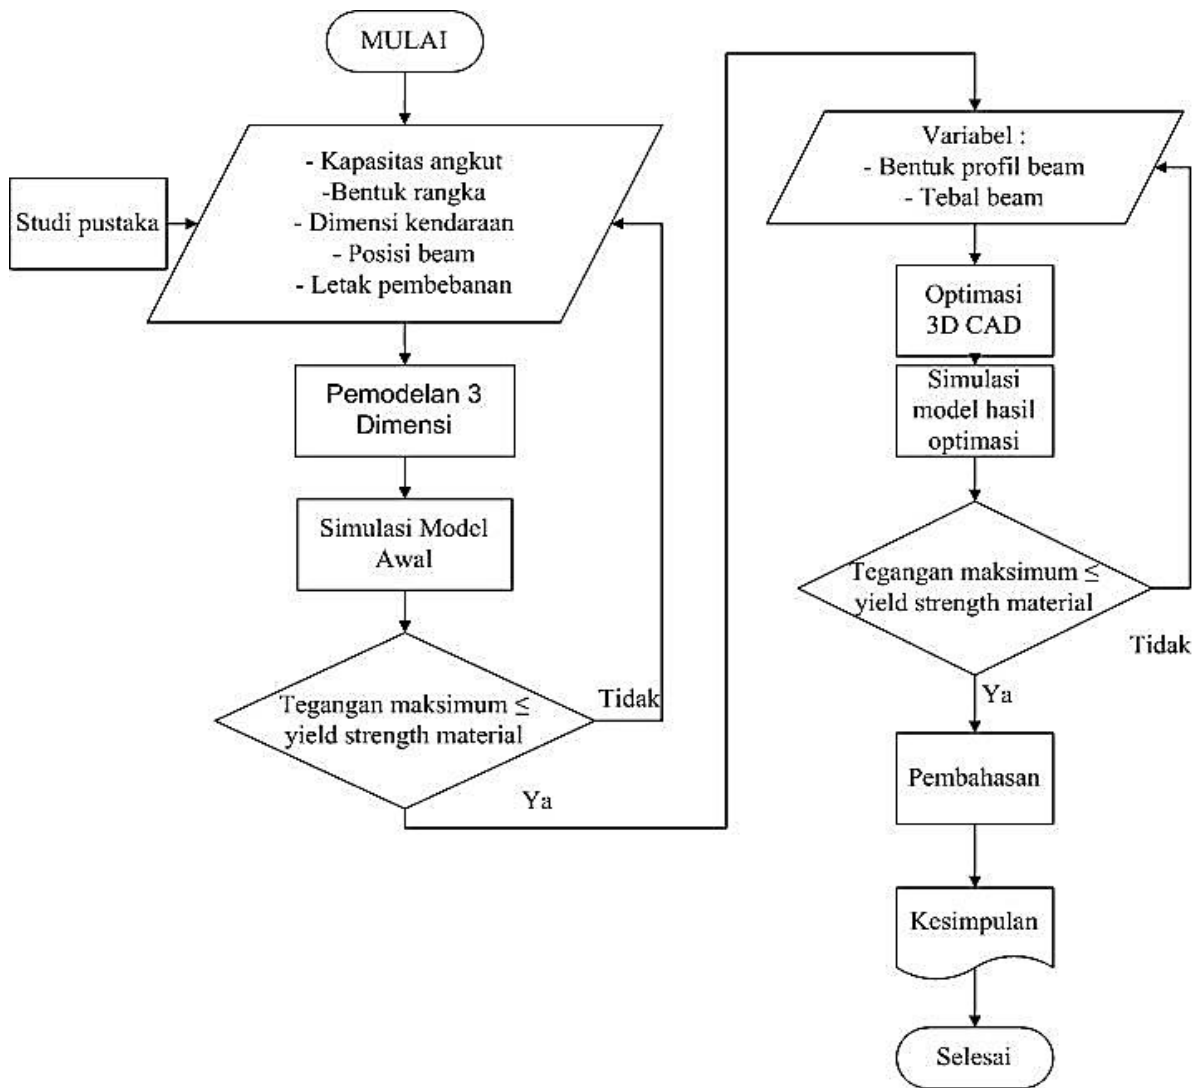 MULAI
Studi pustaka
- Kapasitas angkut
-Bentuk rangka
- Dimensi kendaraan
- Posisi beam
- Letak pembebanan
Pemodelan 3
Dimensi
Simulasi Model
Awal
Tegangan maksimum ≤
yield strength material
Tidak
Ya
Variabel :
- Bentuk profil beam
- Tebal beam
Optimasi
3D CAD
Simulasi
model hasil
optimasi
Tegangan maksimum ≤
yield strength material
Tidak
Ya
Pembahasan
Kesimpulan
Selesai